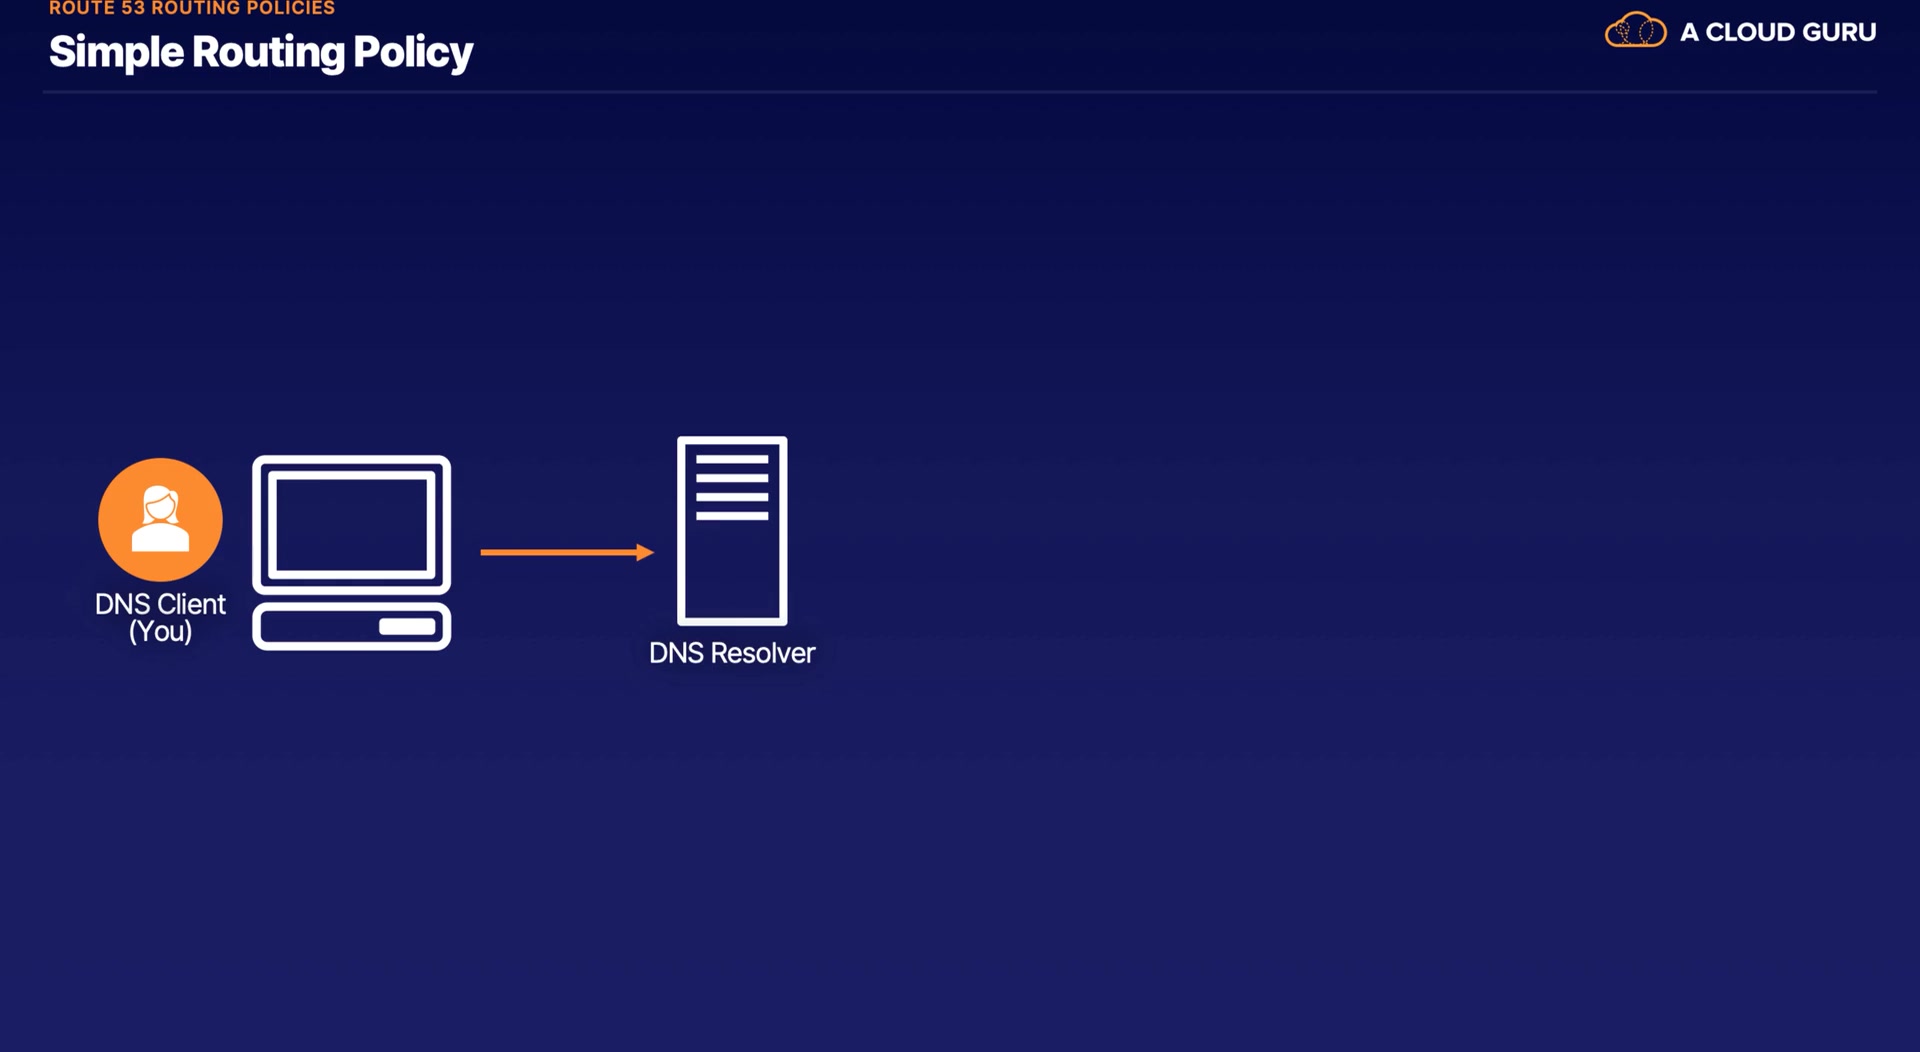 ROUTE 53 ROUTING POLICIES
Simple Routing Policy
A CLOUD GURU
DNS Client
(You)
DNS Resolver